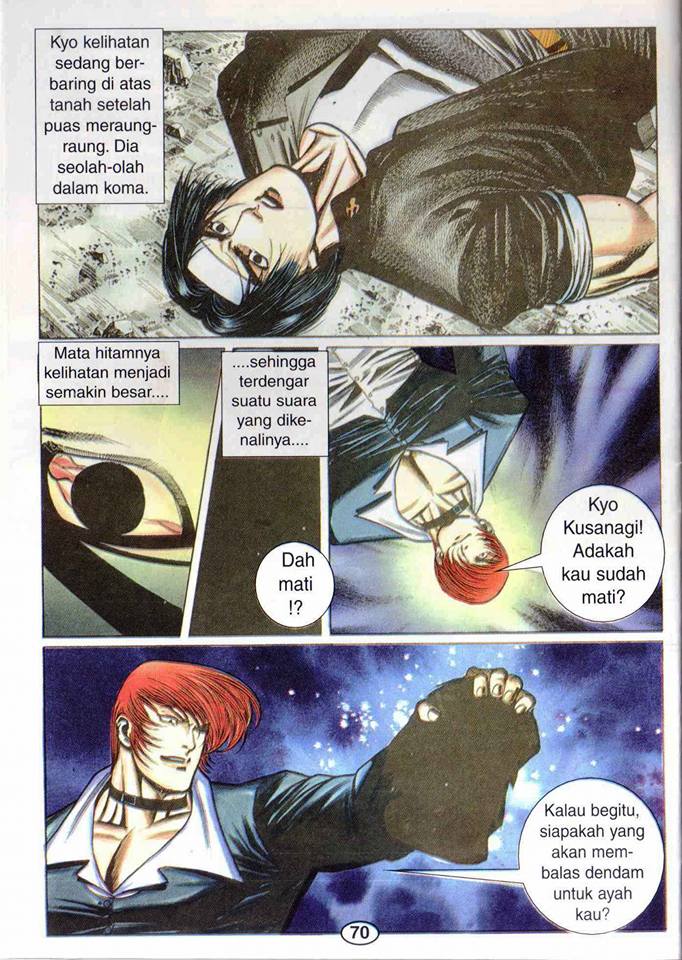 Kyo kelihatan
sedang ber-
baring di atas
tanah setelah
puas meraung-
raung. Dia
seolah-olah
dalam koma.
Mata hitamnya
kelihatan menjadi
semakin besar....
....sehingga
terdengar
suatu suara
yang dike-
nalinya....
Dah
mati
!?
Kyo
Kusanagi!
Adakah
kau sudah
mati?
Kalau begitu,
siapakah yang
akan mem-
balas dendam
untuk ayah
kau?
70